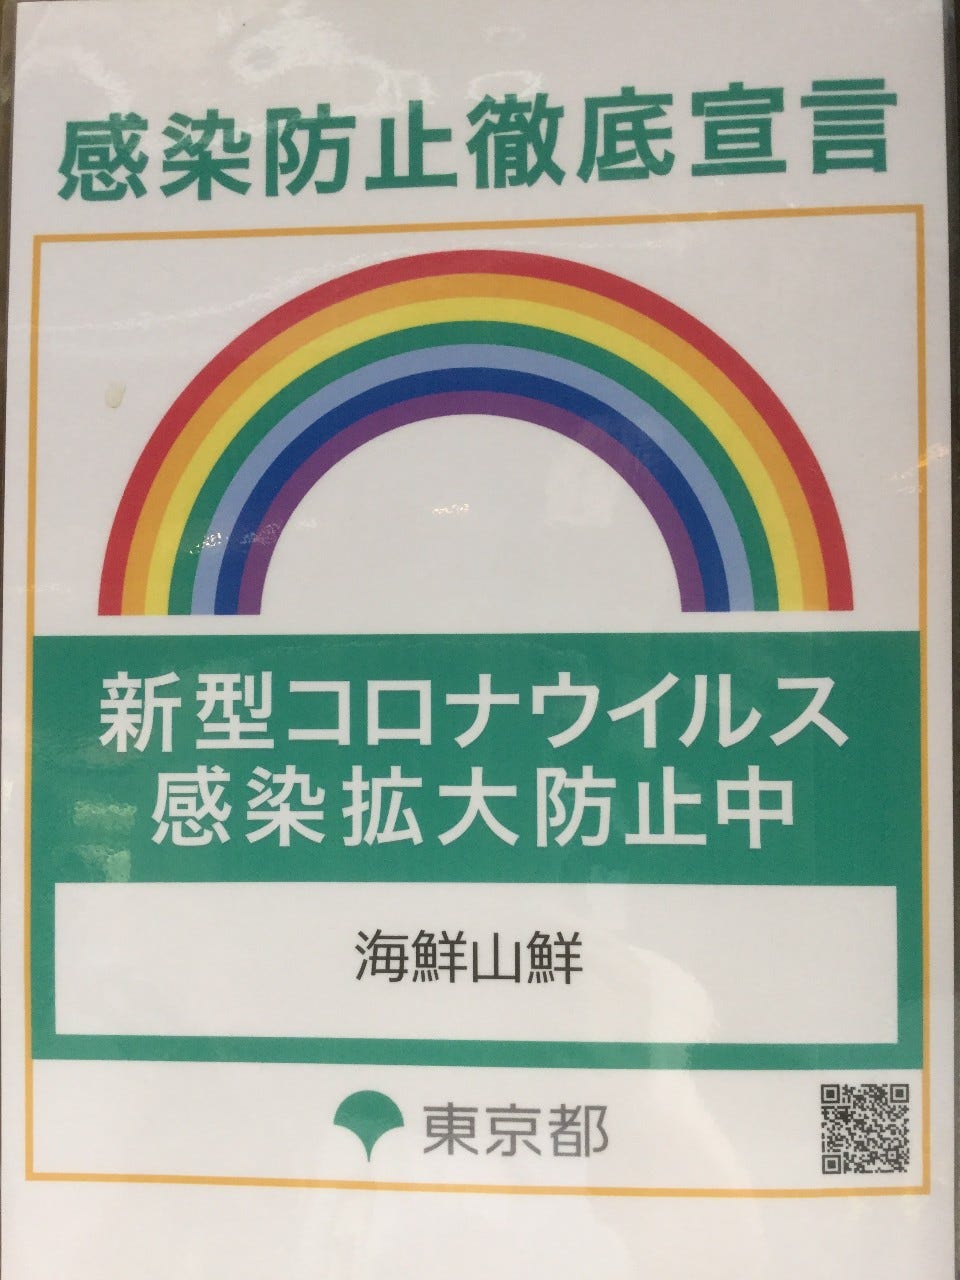 感染防止徹底宣言
新型コロナウイルス
感染拡大防止中
海鮮山鮮
東京都